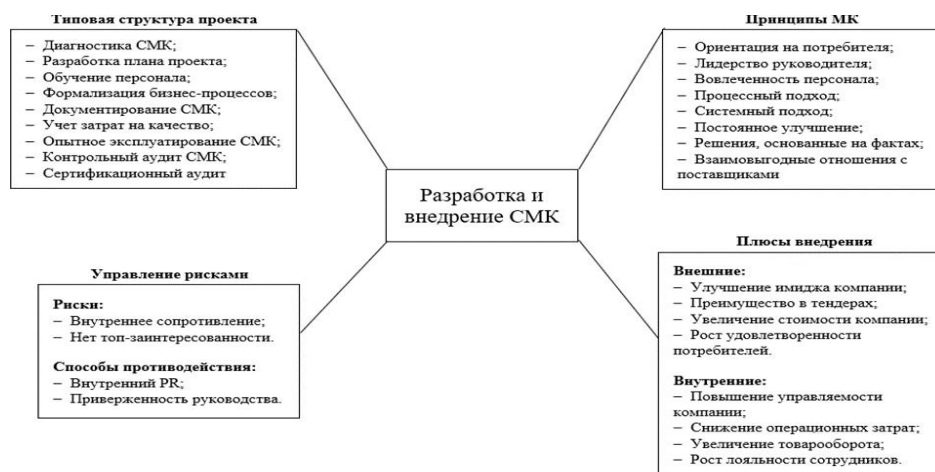 Типовая структура проекта
– Диагностика СМК;
– Разработка плана проекта;
– Обучение персонала;
– Формализация бизнес-процессов;
– Документирование СМК;
– Учет затрат на качество;
– Опытное эксплуатирование СМК;
– Контрольный аудит СМК;
– Сертификационный аудит
Принципы МК
– Ориентация на потребителя;
– Лидерство руководителя;
– Вовлеченность персонала;
– Процессный подход;
– Системный подход;
– Постоянное улучшение;
– Решения, основанные на фактах;
– Взаимовыгодные отношения с
поставщиками
Разработка и
внедрение СМК
Управление рисками
Риски:
– Внутреннее сопротивление;
– Нет топ-заинтересованности.
Способы противодействия:
– Внутренний PR;
– Приверженность руководства.
Плюсы внедрения
Внешние:
– Улучшение имиджа компании;
– Преимущество в тендерах;
– Увеличение стоимости компании;
– Рост удовлетворенности
потребителей.
Внутренние:
– Повышение управляемости
компании;
– Снижение операционных затрат;
– Увеличение товарооборота;
– Рост лояльности сотрудников.